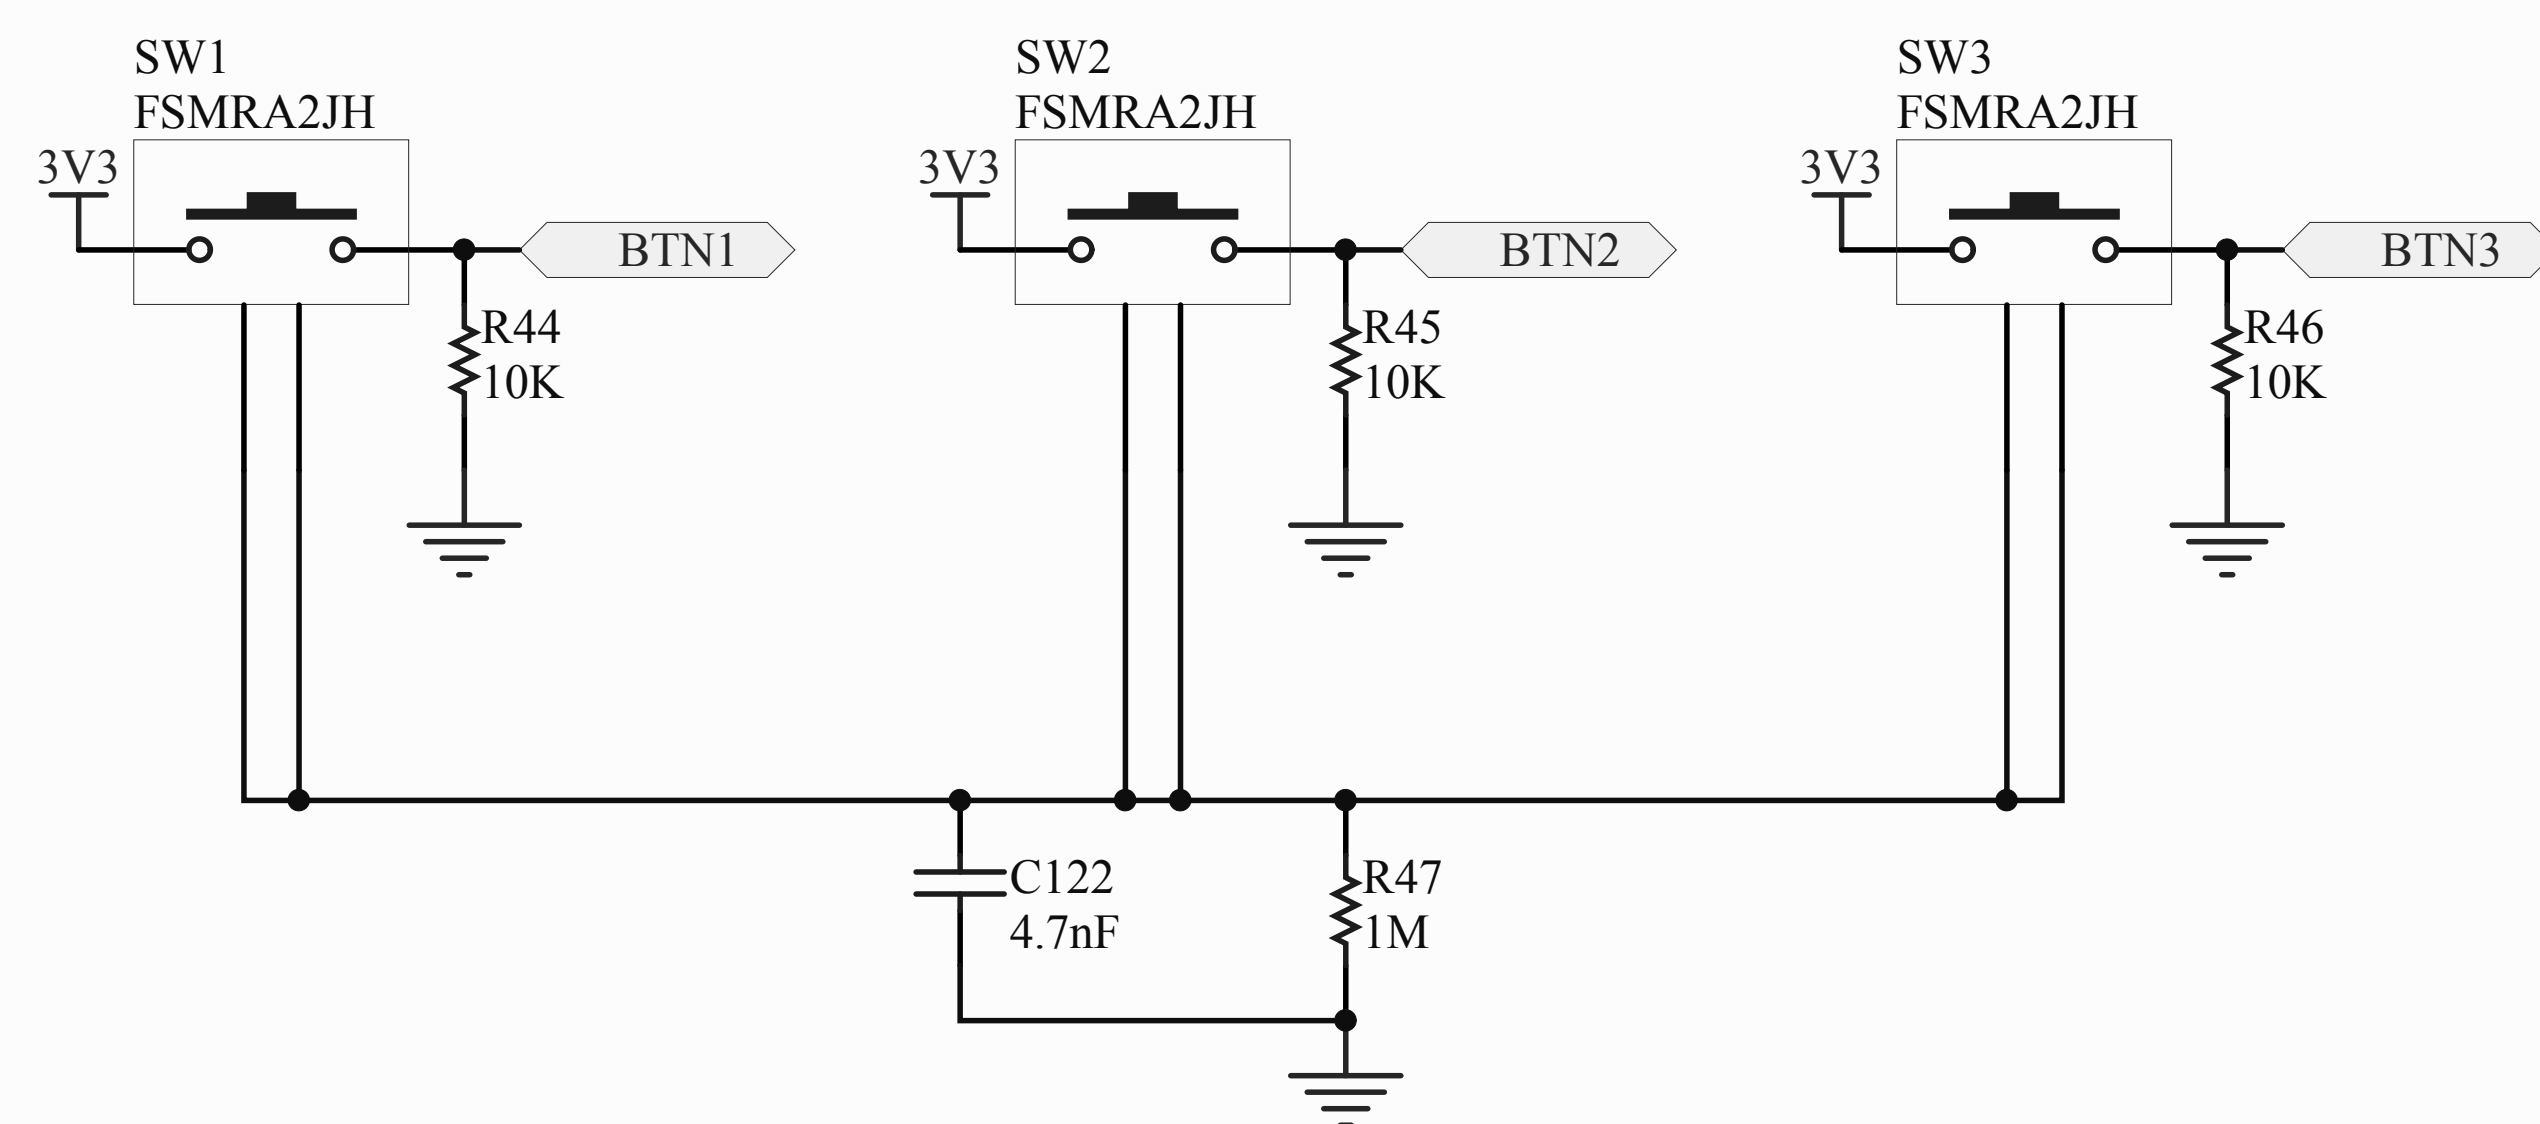 SW1
FSMRA2JH
3V3
BTN1
R44
10K
SW2
FSMRA2JH
3V3
BTN2
R45
10K
SW3
FSMRA2JH
3V3
BTN3
R46
10K
C122
4.7nF
R47
1M